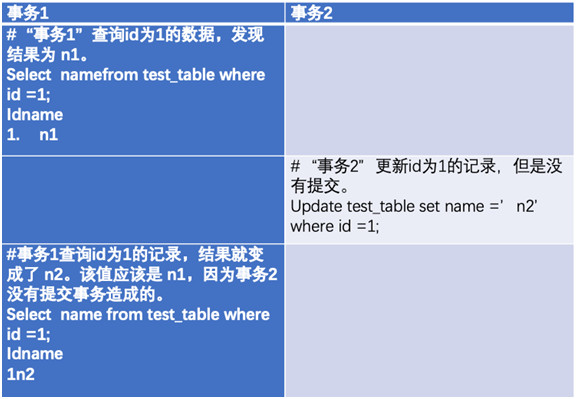 事务1
事务2
#“事务1”查询id为1的数据，发现
结果为 n1。
Select  namefrom test_table where
id =1;
Idname
1.    n1
# “事务2” 更新id为1的记录，但是没
有提交。
Update test_table set name =’  n2’
where id =1;
#事务1查询id为1的记录，结果就变
成了 n2。该值应该是 n1，因为事务2
没有提交事务造成的。
Select  name from test_table where
id =1;
Idname
1n2